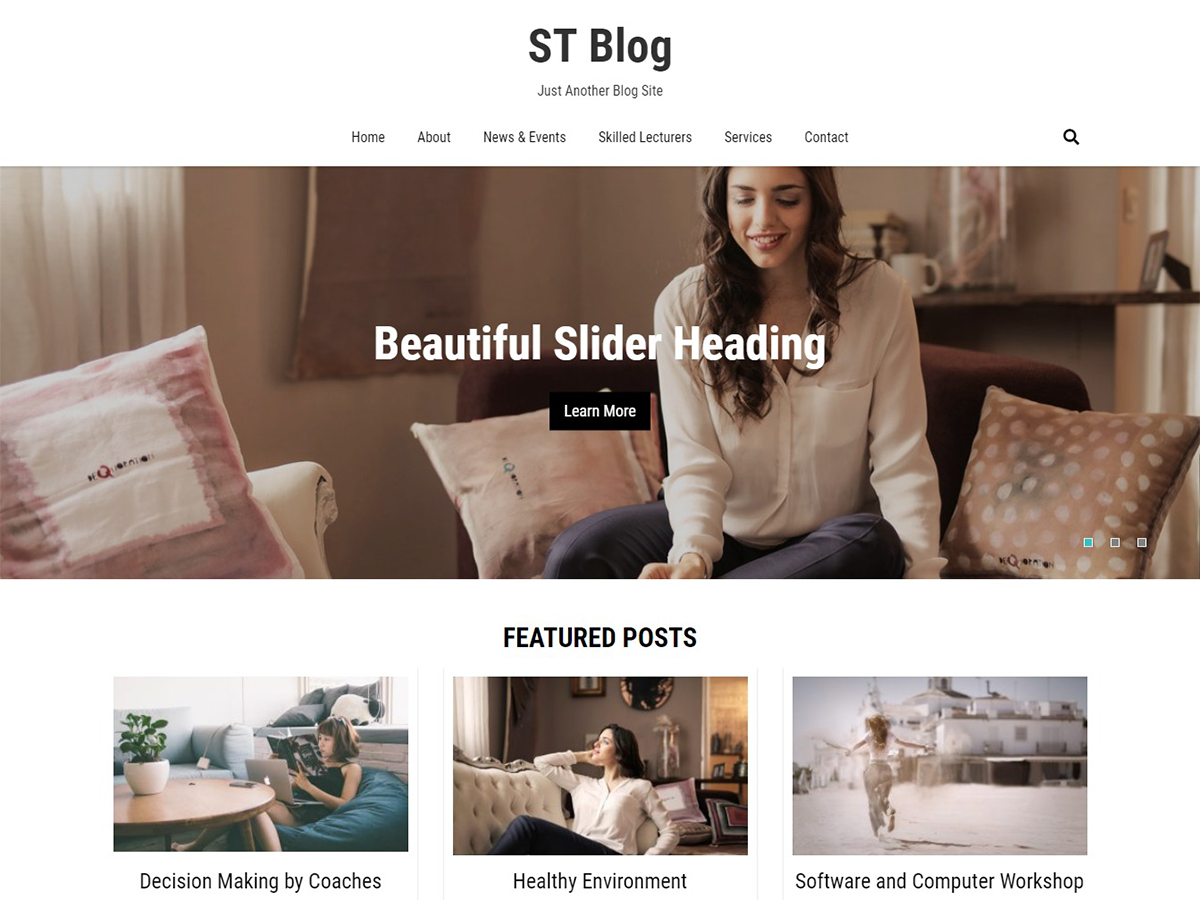 ST Blog
Just Another Blog Site
Home About News & Events Skilled Lecturers Services Contact
Beautiful Slider Heading
Learn More
FEATURED POSTS
Decision Making by Coaches
Healthy Environment
Software and Computer Workshop